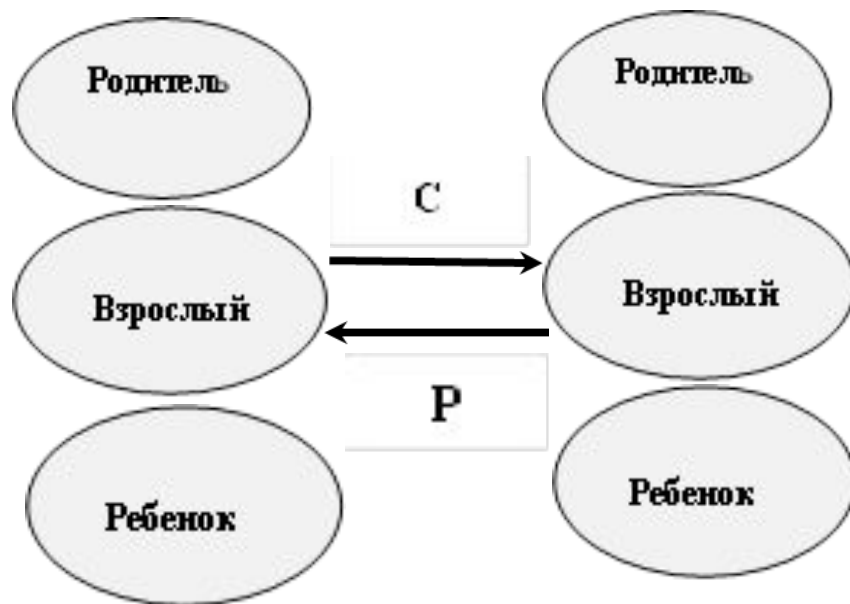 Родитель
Родитель
С
Взрослый
Взрослый
Р
Ребенок
Ребенок